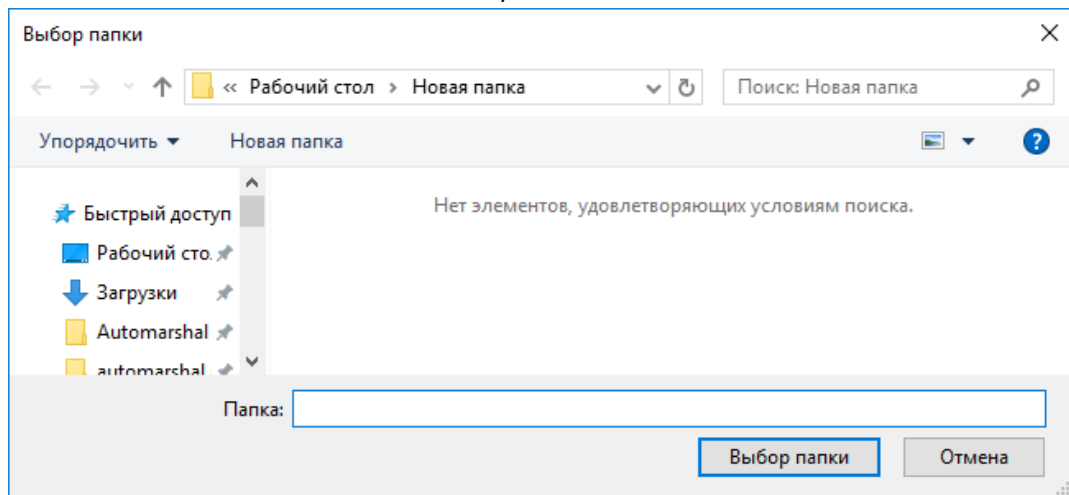 Выбор папки
« Рабочий стол › Новая папка Поиск: Новая папка
Упорядочить Новая папка ?
Быстрый доступ Нет элементов, удовлетворяющих условиям поиска.
Рабочий сто
Загрузки
Automarshal
automarshal
Папка:
Выбор папки Отмена